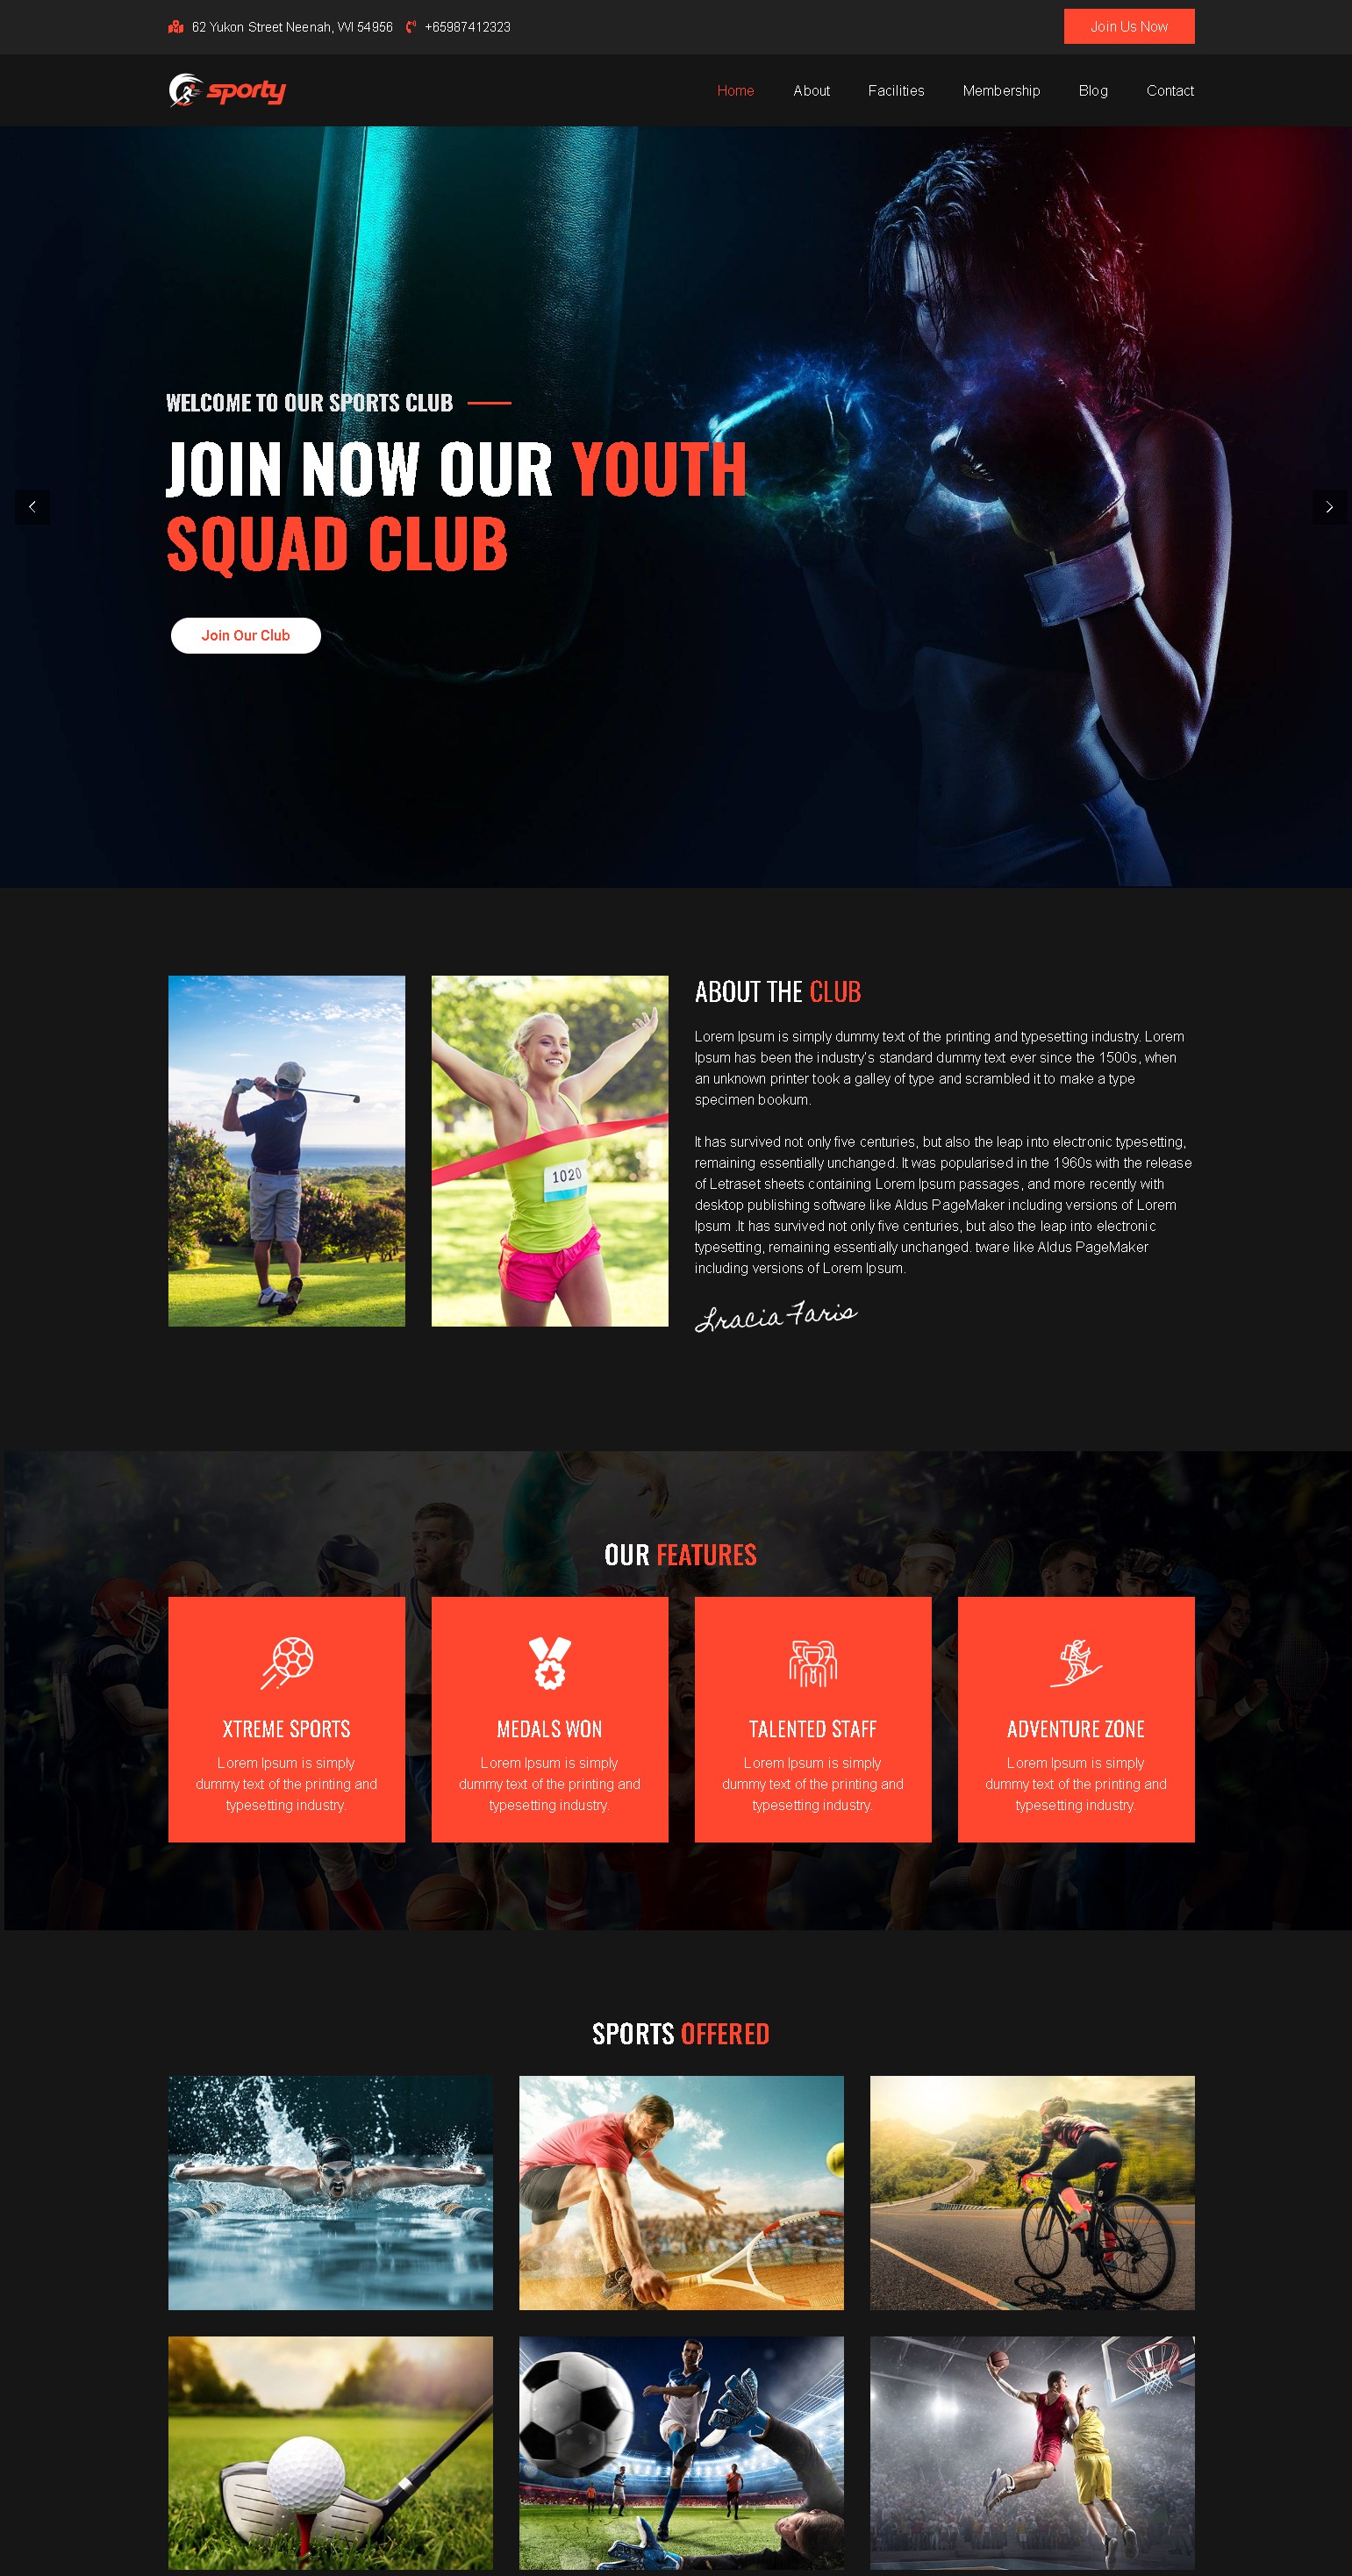 62 Yukon Street Neenah, WI 54956 +65987412323
Join Us Now
sporty
Home About Facilities Membership Blog Contact
WELCOME TO OUR SPORTS CLUB
JOIN NOW OUR YOUTH
SQUAD CLUB
Join Our Club
1020
ABOUT THE CLUB
Lorem Ipsum is simply dummy text of the printing and typesetting industry. Lorem
Ipsum has been the industry's standard dummy text ever since the 1500s, when
an unknown printer took a galley of type and scrambled it to make a type
specimen bookum.
It has survived not only five centuries, but also the leap into electronic typesetting,
remaining essentially unchanged. It was popularised in the 1960s with the release
of Letraset sheets containing Lorem Ipsum passages, and more recently with
desktop publishing software like Aldus PageMaker including versions of Lorem
Ipsum .It has survived not only five centuries, but also the leap into electronic
typesetting, remaining essentially unchanged. tware like Aldus PageMaker
including versions of Lorem Ipsum.
Lracia Faris
OUR FEATURES
XTREME SPORTS
Lorem Ipsum is simply
dummy text of the printing and
typesetting industry.
MEDALS WON
Lorem Ipsum is simply
dummy text of the printing and
typesetting industry.
TALENTED STAFF
Lorem Ipsum is simply
dummy text of the printing and
typesetting industry.
ADVENTURE ZONE
Lorem Ipsum is simply
dummy text of the printing and
typesetting industry.
SPORTS OFFERED